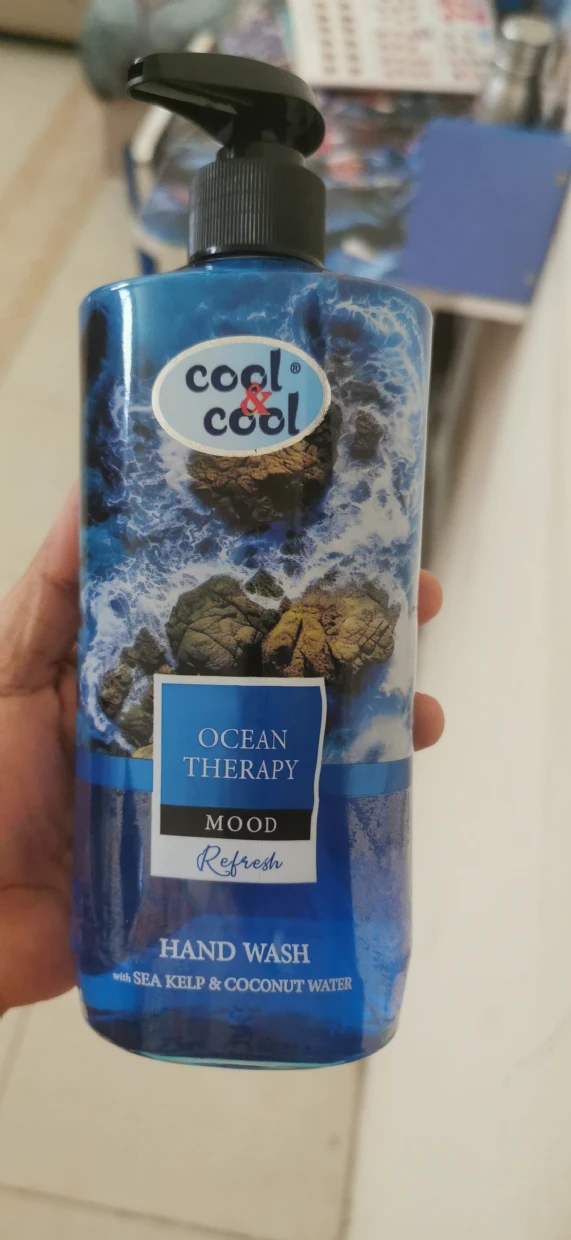 cool®
&
cool
OCEAN
THERAPY
MOOD
Refresh
HAND WASH
with SEA KELP & COCONUT WATER